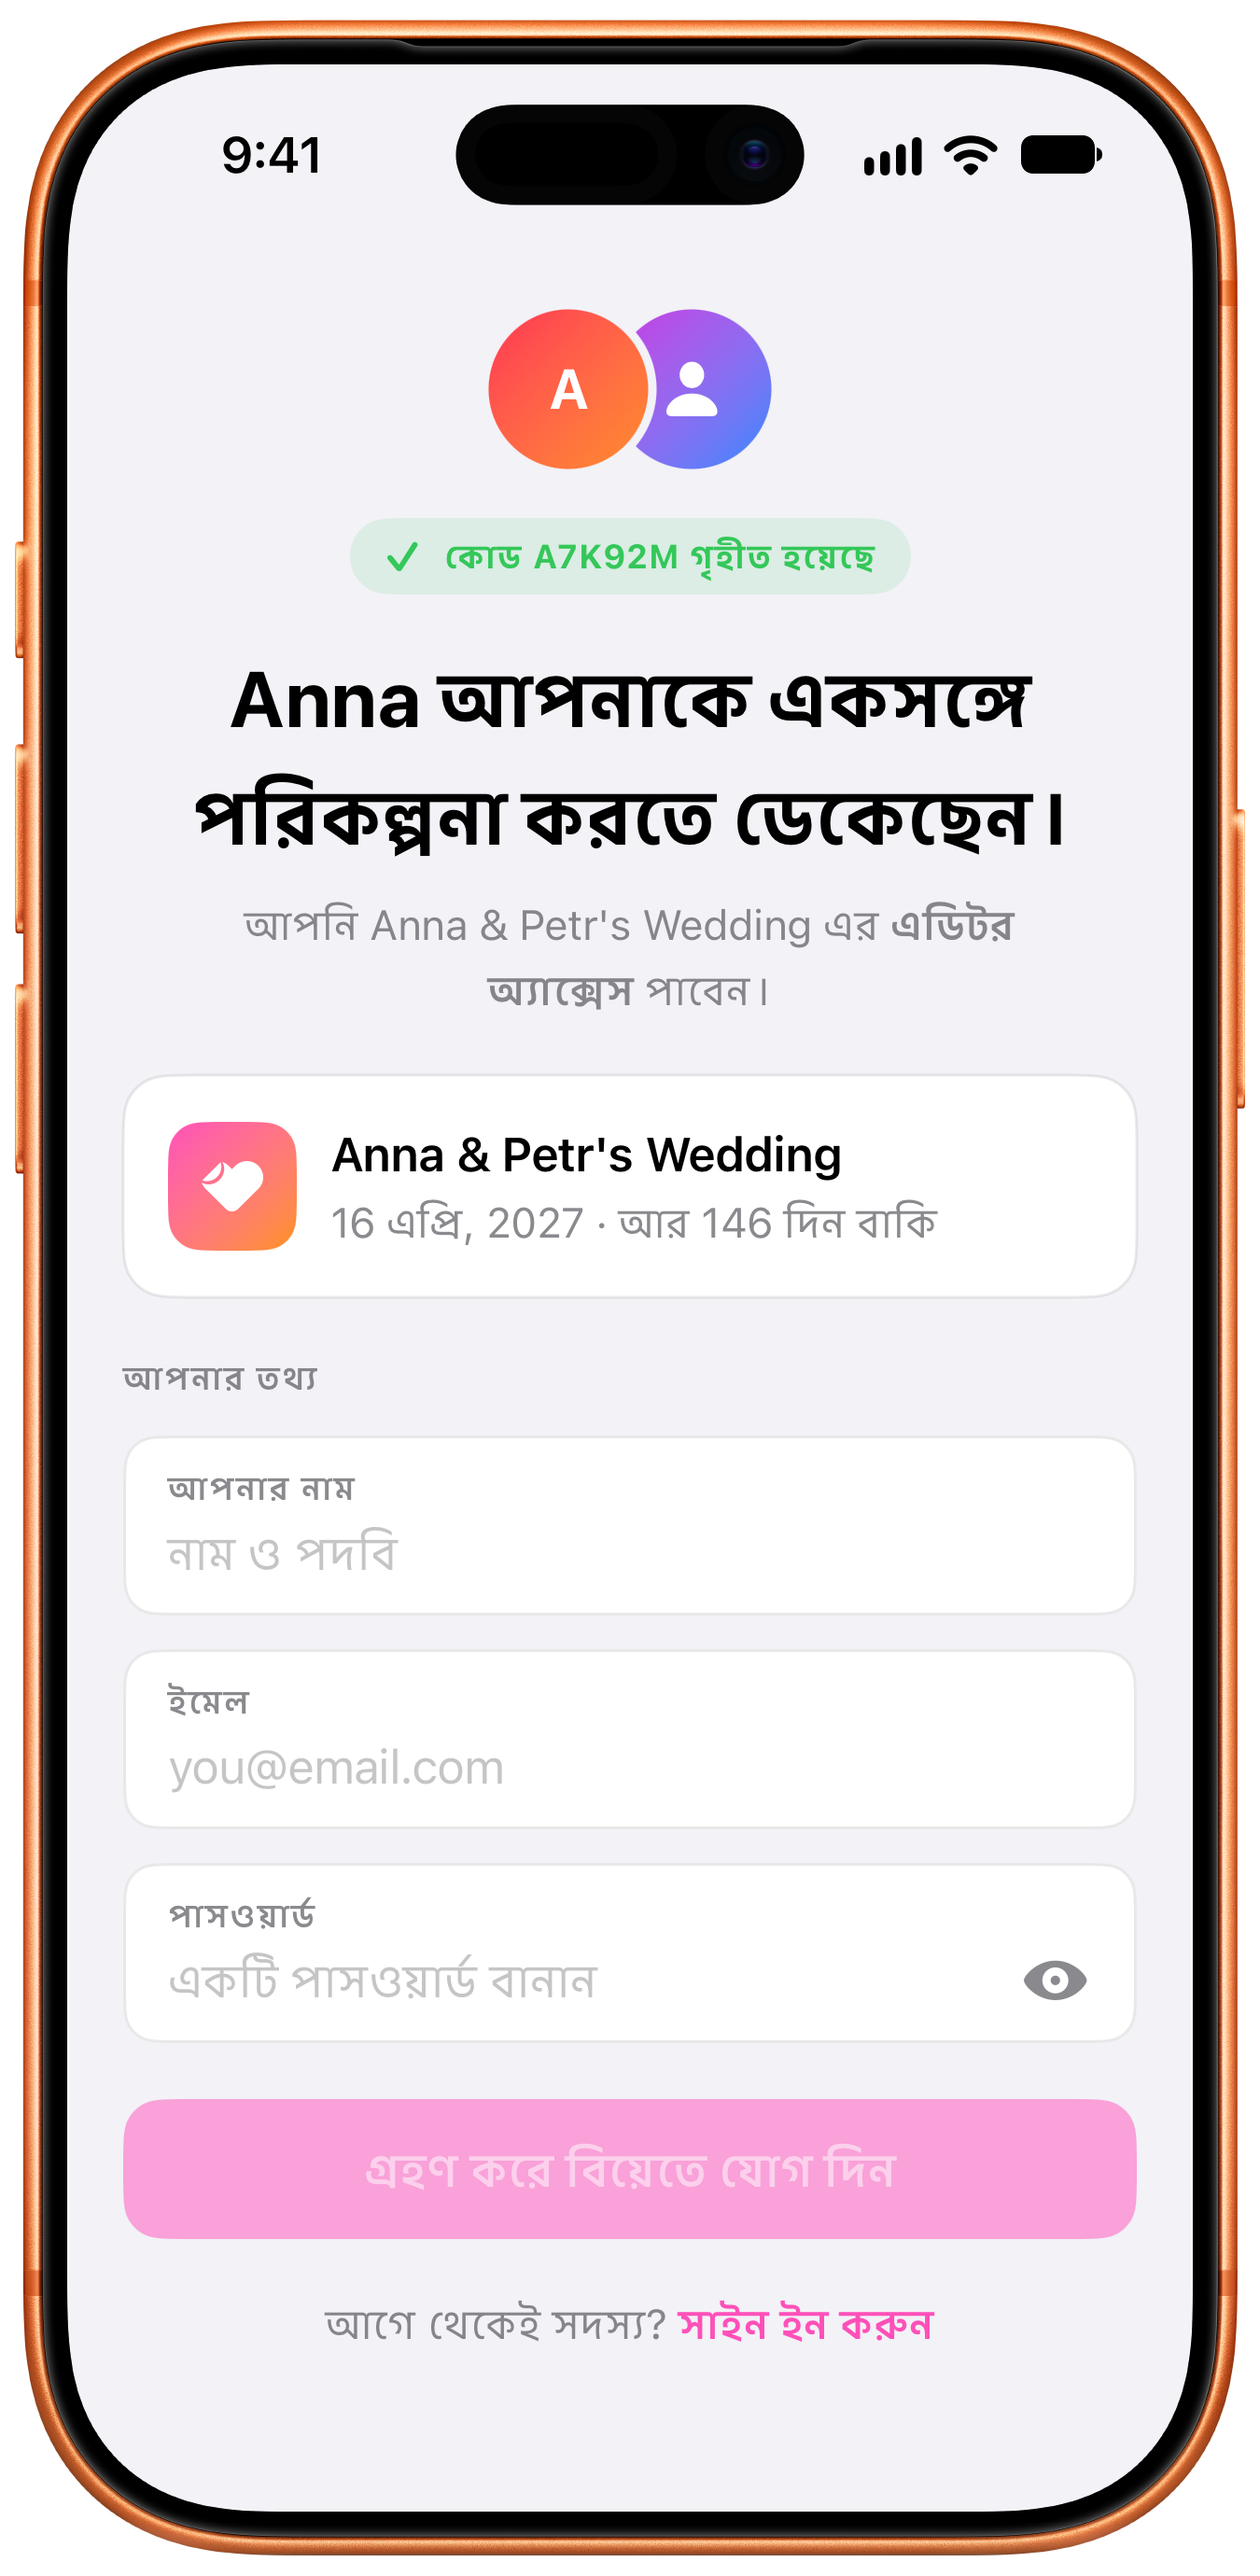 9:41
A
কোড A7K92M গৃহীত হয়েছে
Anna আপনাকে একসঙ্গে
পরিকল্পনা করতে ডেকেছেন।
আপনি Anna & Petr's Wedding এর এডিটর
অ্যাক্সেস পাবেন।
Anna & Petr's Wedding
16 এপ্রি, 2027 · আর 146 দিন বাকি
আপনার তথ্য
আপনার নাম
নাম ও পদবি
ইমেল
you@email.com
পাসওয়ার্ড
একটি পাসওয়ার্ড বানান
গ্রহণ করে বিয়েতে যোগ দিন
আগে থেকেই সদস্য? সাইন ইন করুন